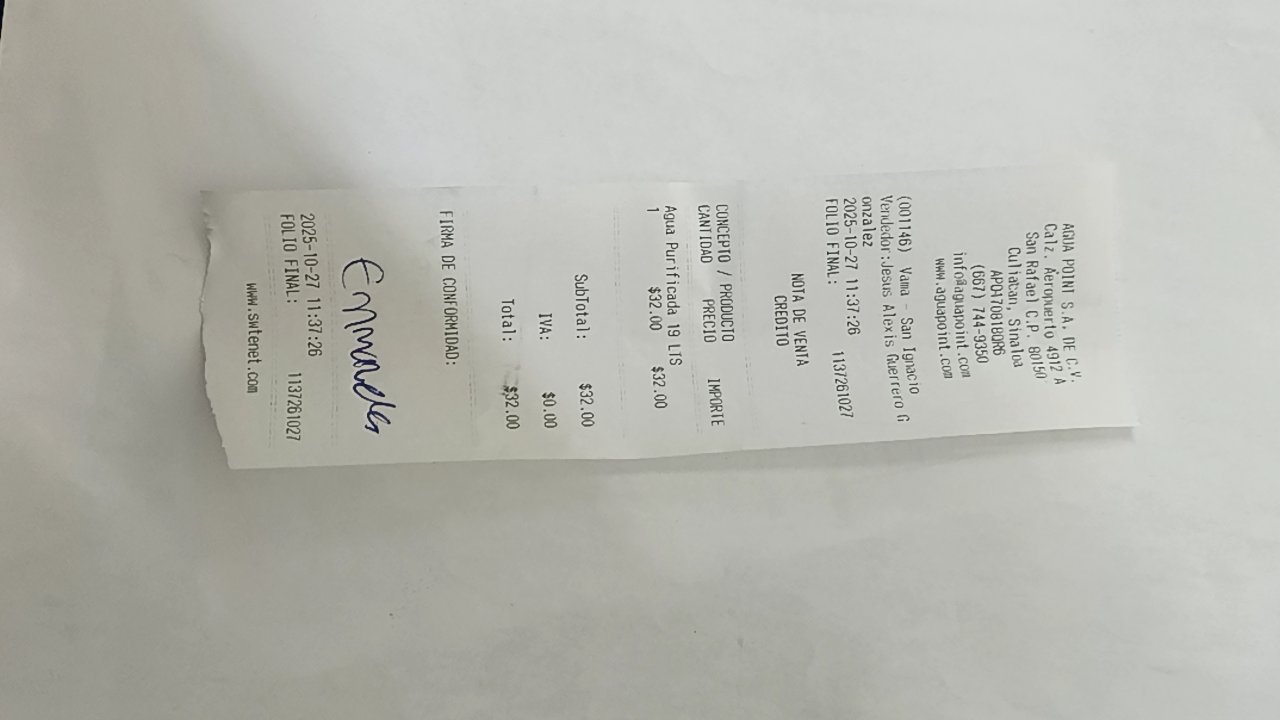 AGUA POINT S.A. DE C.V.
Calz. Aeropuerto 4912 A
San Rafael C.P. 80150
Culiacan, Sinaloa
APO170818QR6
(667) 744-9350
info@aguapoint.com
www.aguapoint.com
(001146) Vama - San Ignacio
Vendedor:Jesus Alexis Guerrero G
onzalez
2025-10-27 11:37:26
FOLIO FINAL: 1137261027
NOTA DE VENTA
CREDITO
CONCEPTO / PRODUCTO
CANTIDAD PRECIO IMPORTE
Agua Purificada 19 LTS
1 $32.00 $32.00
SubTotal: $32.00
IVA: $0.00
Total: $32.00
FIRMA DE CONFORMIDAD:
2025-10-27 11:37:26
FOLIO FINAL: 1137261027
www.swtenet.com